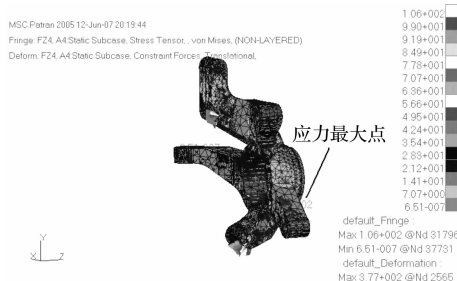 MSC.Patran 2005 12-Jun-07 20:19:44
Fringe: FZ4, A4:Static Subcase, Stress Tensor, , von Mises, (NON-LAYERED)
Deform: FZ4, A4:Static Subcase, Constraint Forces, Translational,
1.06+002
9.90+001
9.19+001
8.49+001
7.78+001
7.07+001
6.36+001
5.66+001
4.95+001
4.24+001
3.54+001
2.83+001
2.12+001
1.41+001
7.07+000
6.51-007
应力最大点
default_Fringe :
Max 1.06+002 @Nd 31796
Min 6.51-007 @Nd 37731
default_Deformation :
Max 3.77+002 @Nd 2565
Y
X
Z